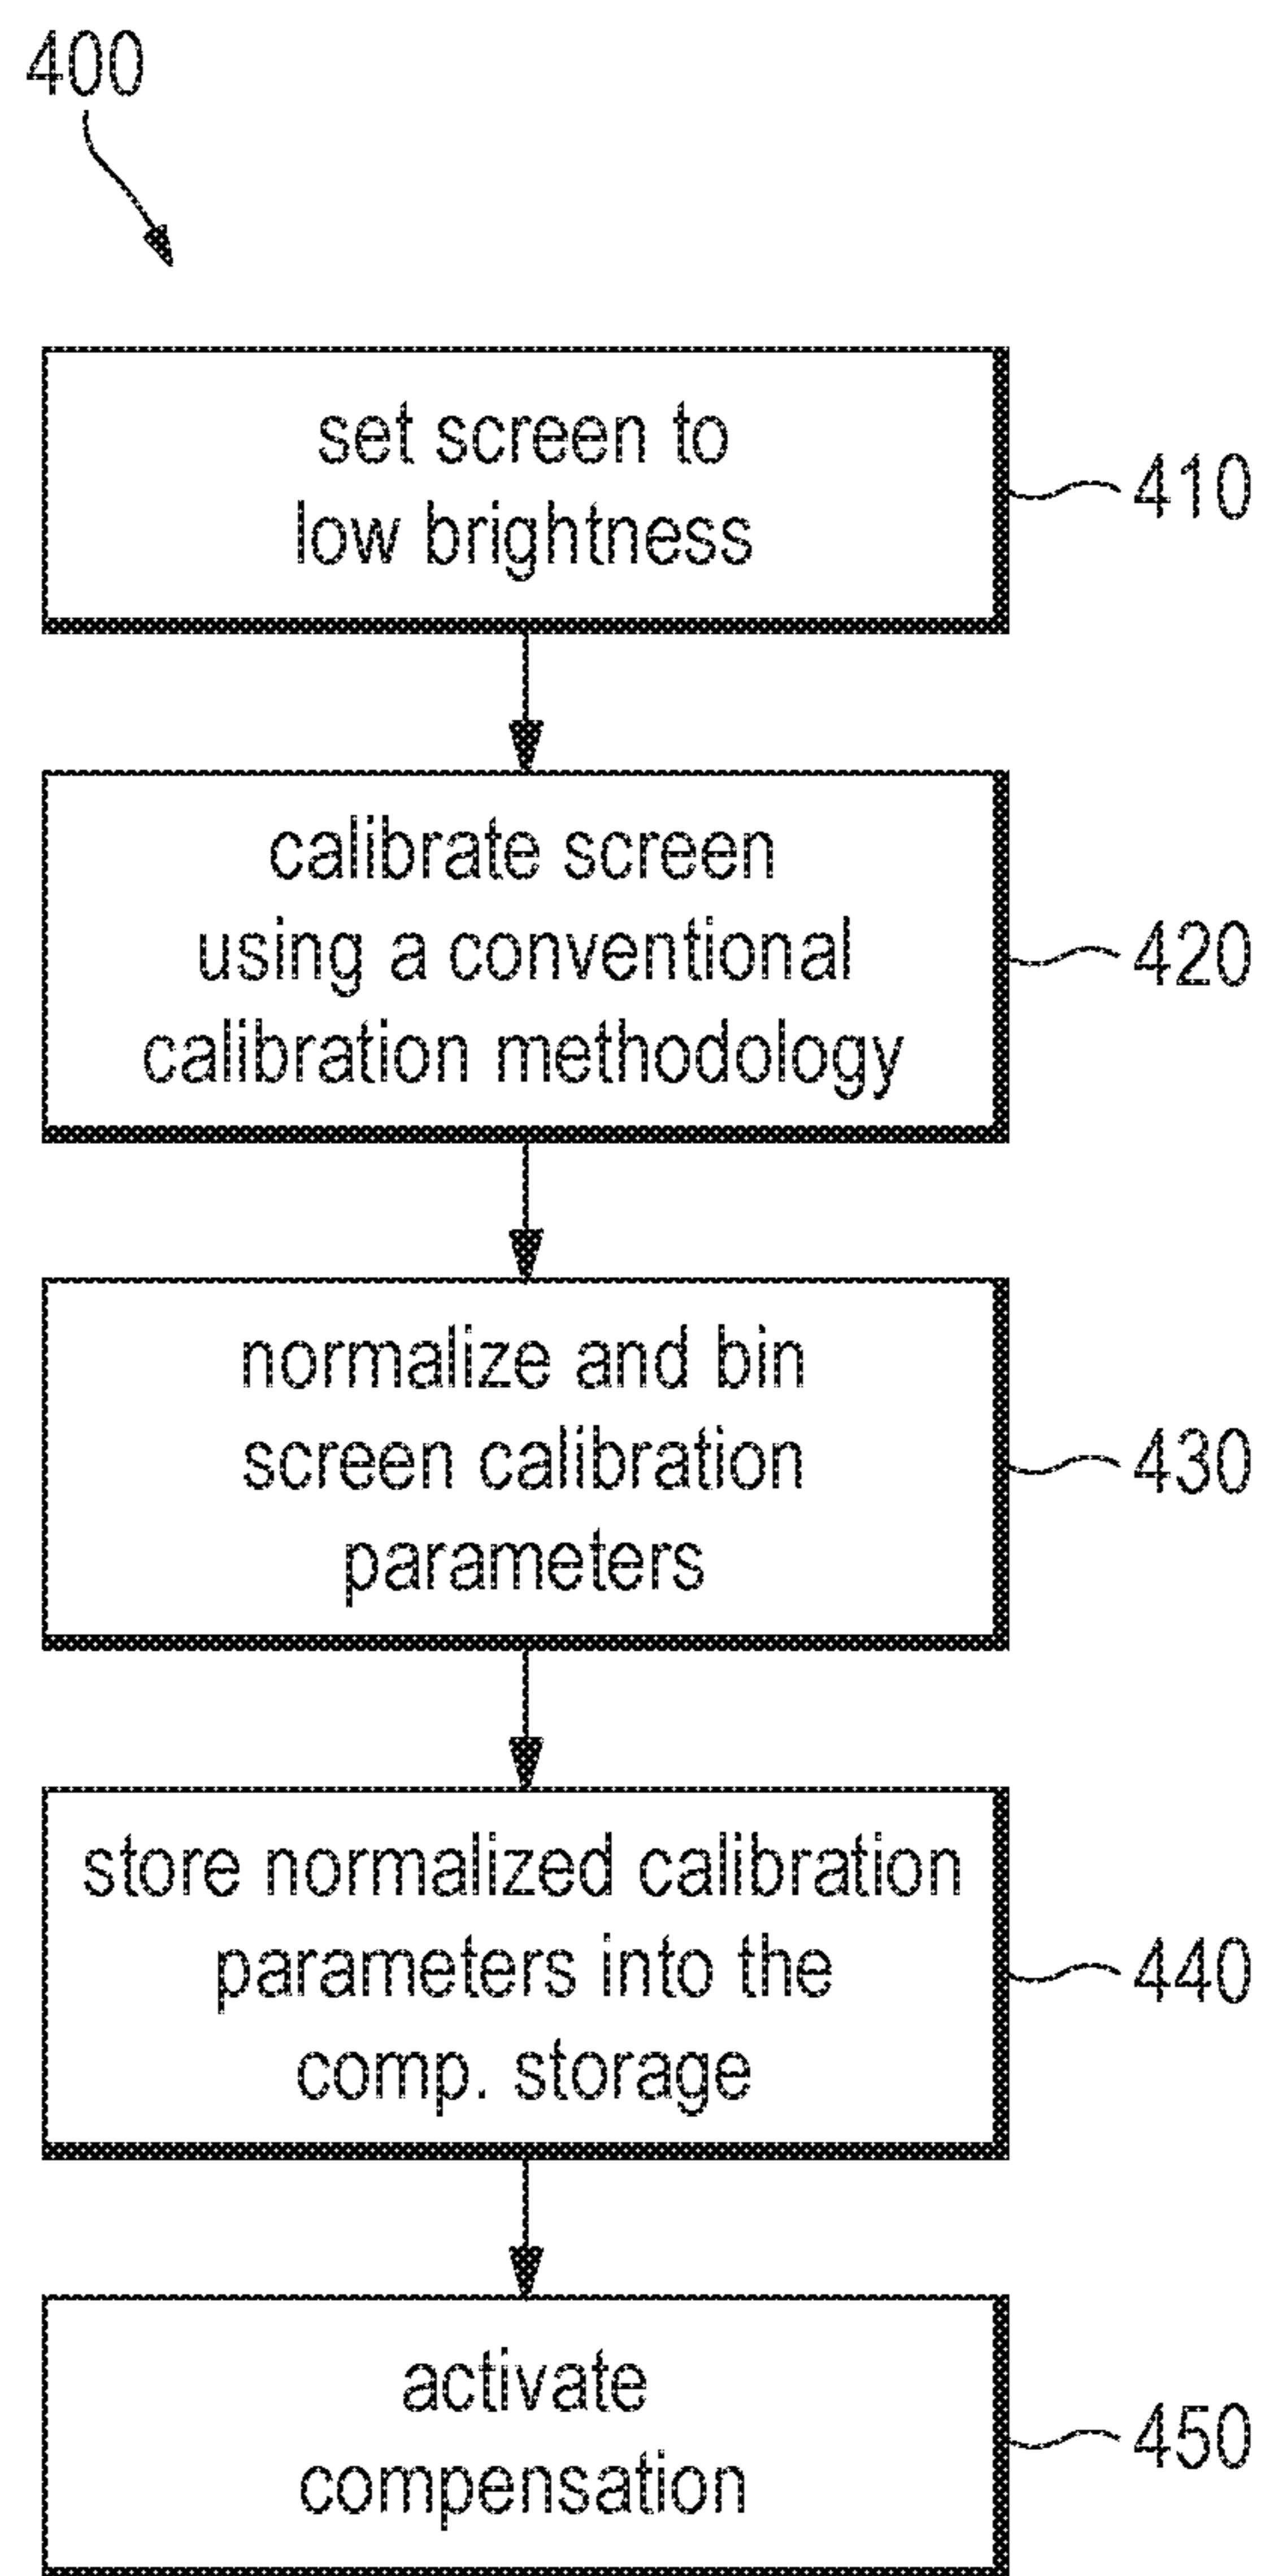 400
set screen to
low brightness
410
calibrate screen
using a conventional
calibration methodology
420
normalize and bin
screen calibration
parameters
430
store normalized calibration
parameters into the
comp. storage
440
activate
compensation
450